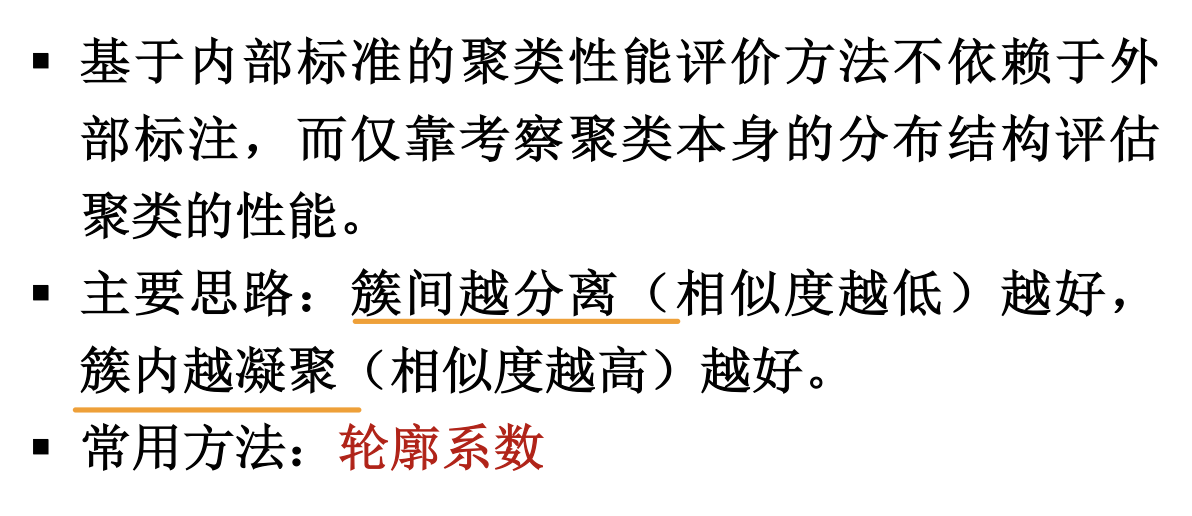 ▪ 基于内部标准的聚类性能评价方法不依赖于外
部标注，而仅靠考察聚类本身的分布结构评估
聚类的性能。
▪ 主要思路：簇间越分离（相似度越低）越好，
簇内越凝聚（相似度越高）越好。
▪ 常用方法：轮廓系数